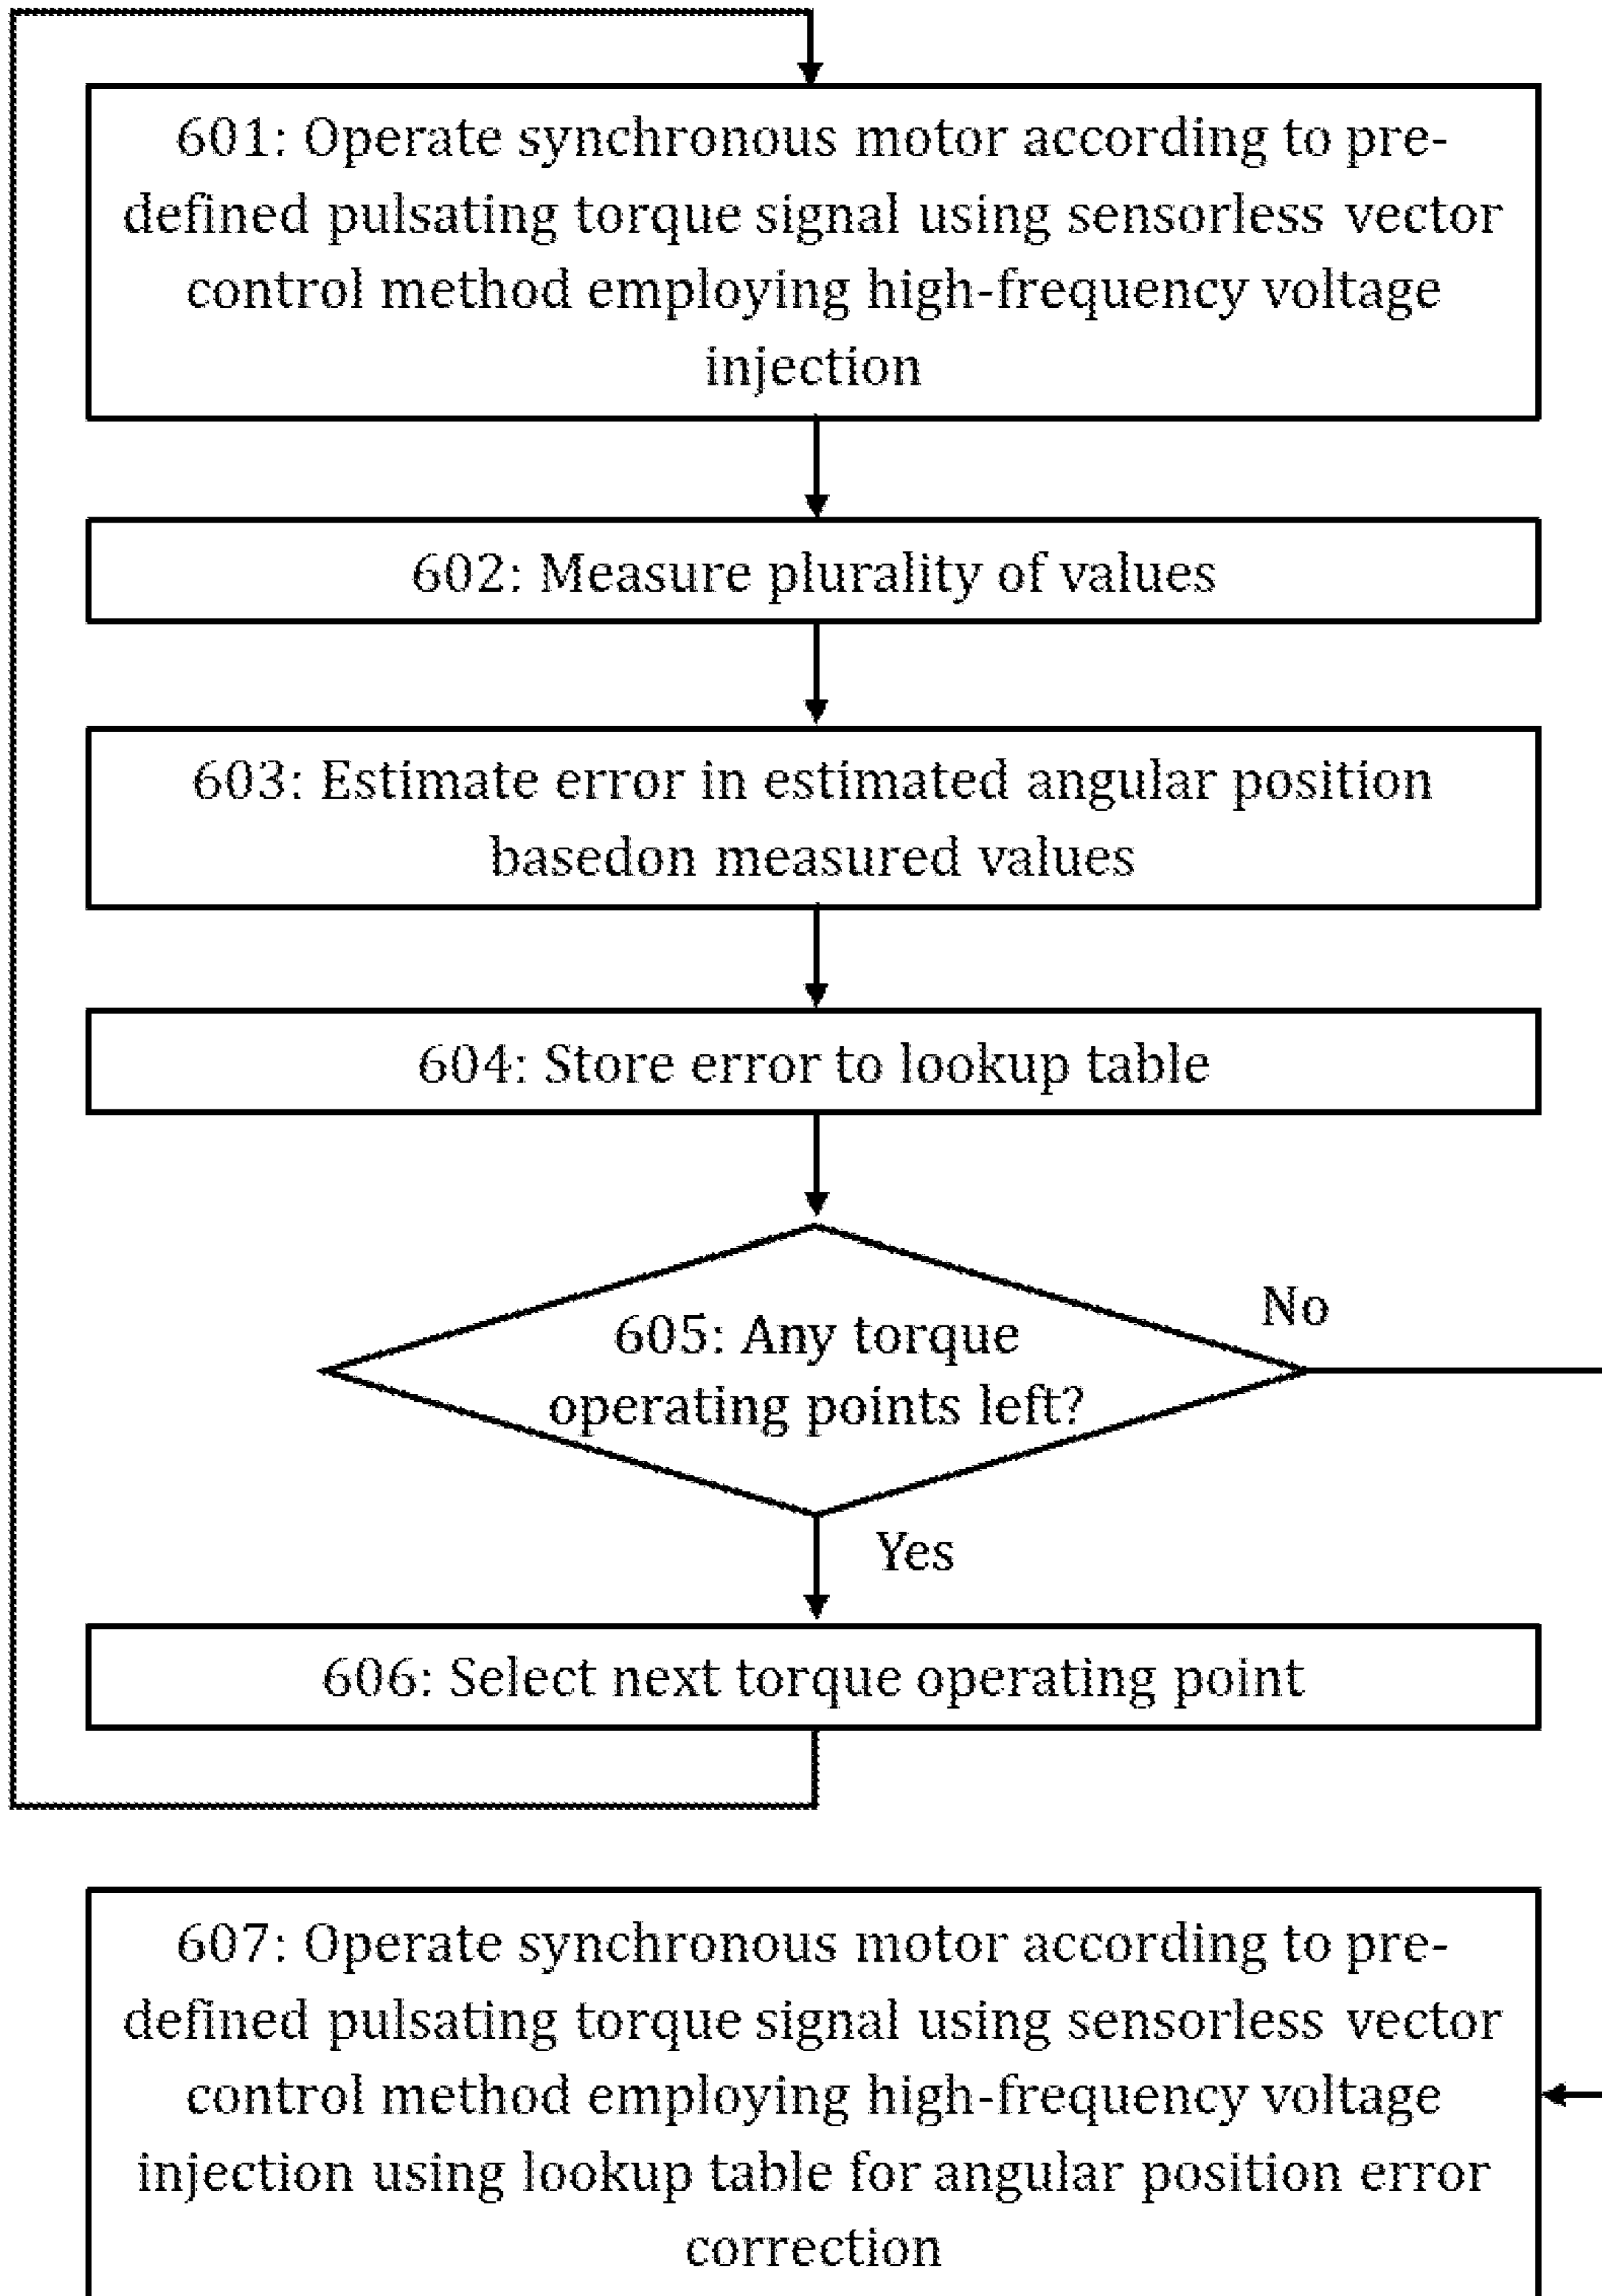 601: Operate synchronous motor according to pre-
defined pulsating torque signal using sensorless vector
control method employing high-frequency voltage
injection
602: Measure plurality of values
603: Estimate error in estimated angular position
basedon measured values
604: Store error to lookup table
No
605: Any torque
operating points left?
Yes
606: Select next torque operating point
607: Operate synchronous motor according to pre-
defined pulsating torque signal using sensorless vector
control method employing high-frequency voltage
injection using lookup table for angular position error
correction